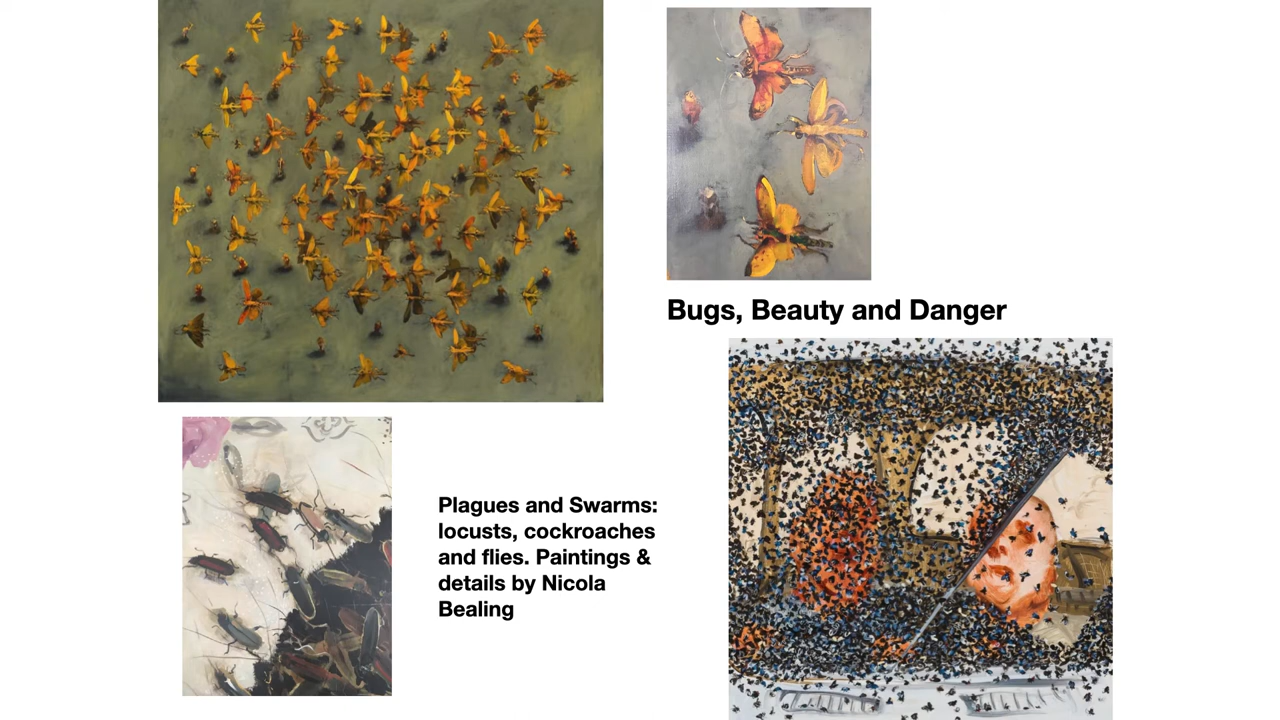 Bugs, Beauty and Danger
Plagues and Swarms:
locusts, cockroaches
and flies. Paintings &
details by Nicola
Bealing